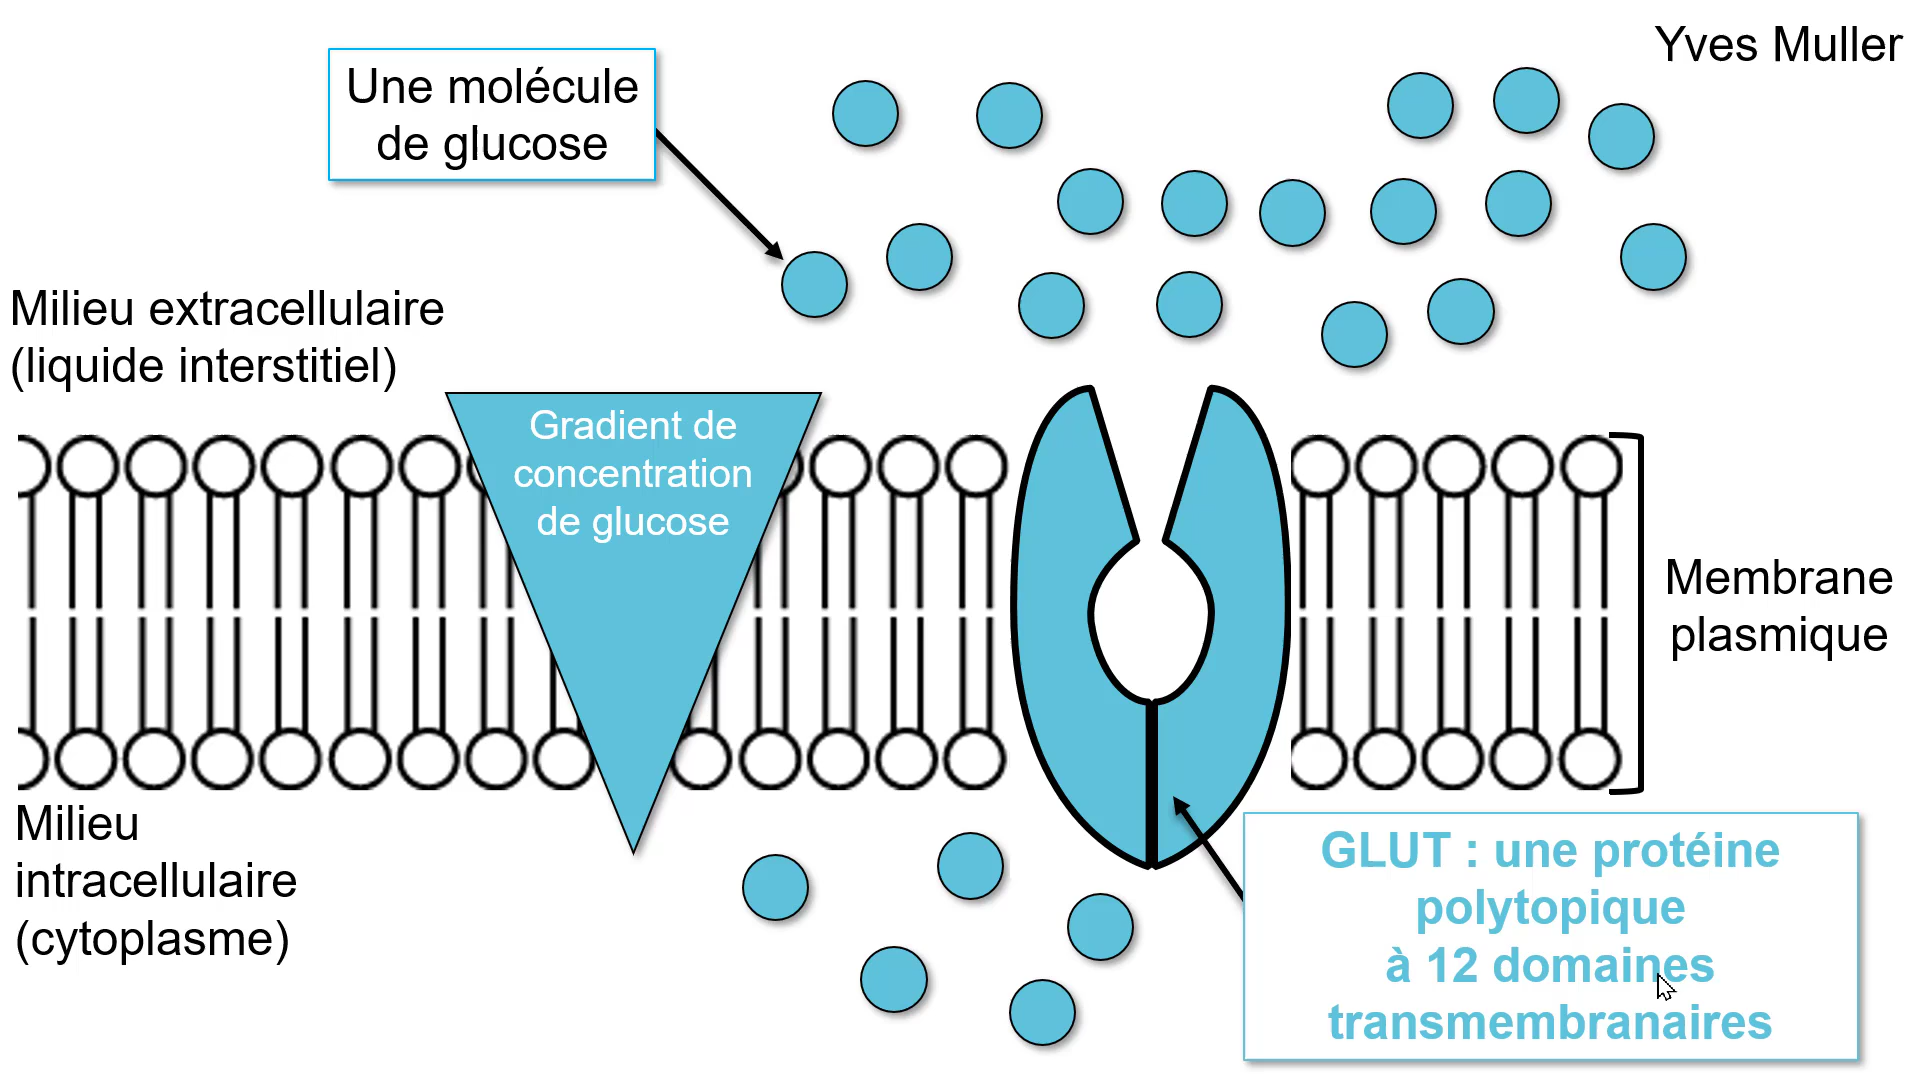 Yves Muller
Une molécule
de glucose
Milieu extracellulaire
(liquide interstitiel)
Gradient de
concentration
de glucose
Membrane
plasmique
Milieu
intracellulaire
(cytoplasme)
GLUT : une protéine
polytopique
à 12 domaines
transmembranaires